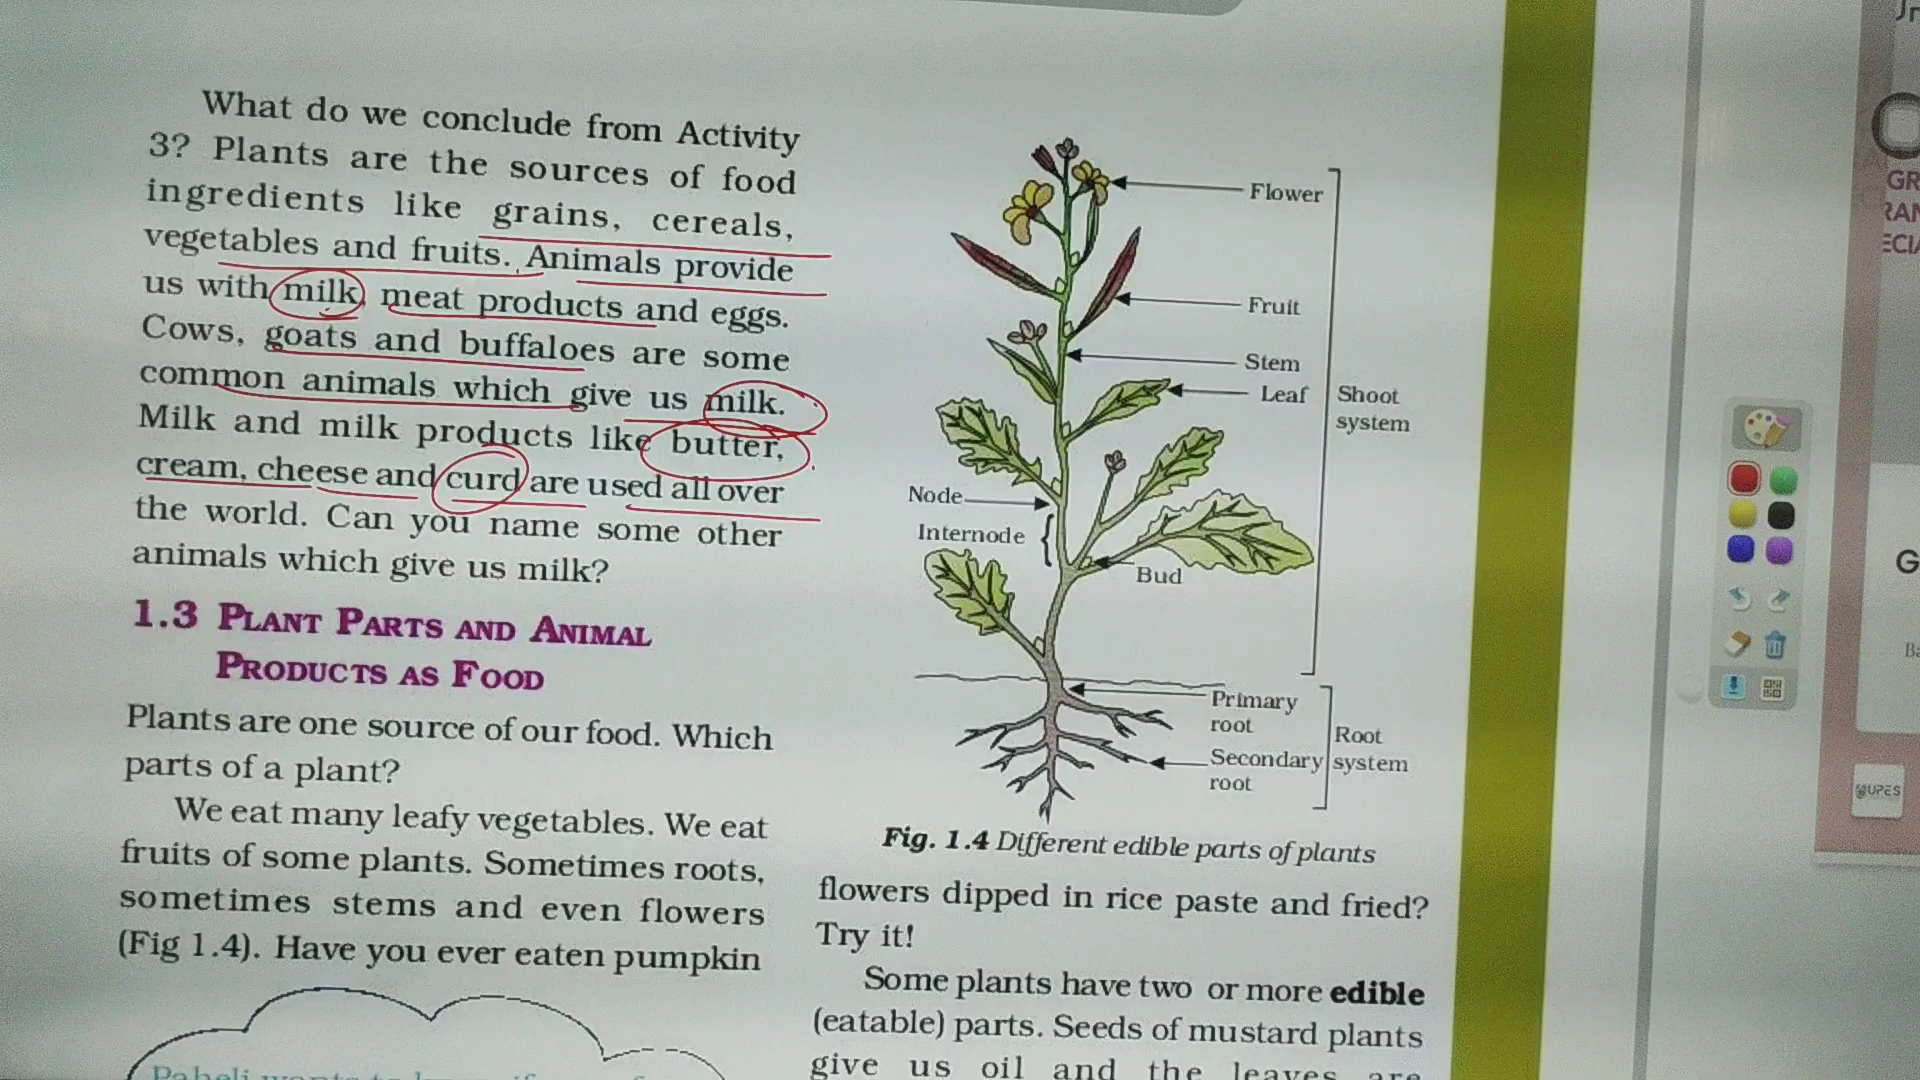 What do we conclude from Activity
3? Plants are the sources of food
ingredients like grains, cereals,
vegetables and fruits. Animals provide
us with milk, meat products and eggs.
Cows, goats and buffaloes are some
common animals which give us milk.
Milk and milk products like butter,
cream, cheese and curd are used all over
the world. Can you name some other
animals which give us milk?
1.3 PLANT PARTS AND ANIMAL
PRODUCTS AS FOOD
Plants are one source of our food. Which
parts of a plant?
We eat many leafy vegetables. We eat
fruits of some plants. Sometimes roots,
sometimes stems and even flowers
(Fig 1.4). Have you ever eaten pumpkin
Flower
Fruit
Stem
Leaf
Shoot
system
Node
Internode
Bud
Primary
root
Secondary
root
Root
system
Fig. 1.4 Different edible parts of plants
flowers dipped in rice paste and fried?
Try it!
Some plants have two or more edible
(eatable) parts. Seeds of mustard plants
give us oil and the leaves are
UPES